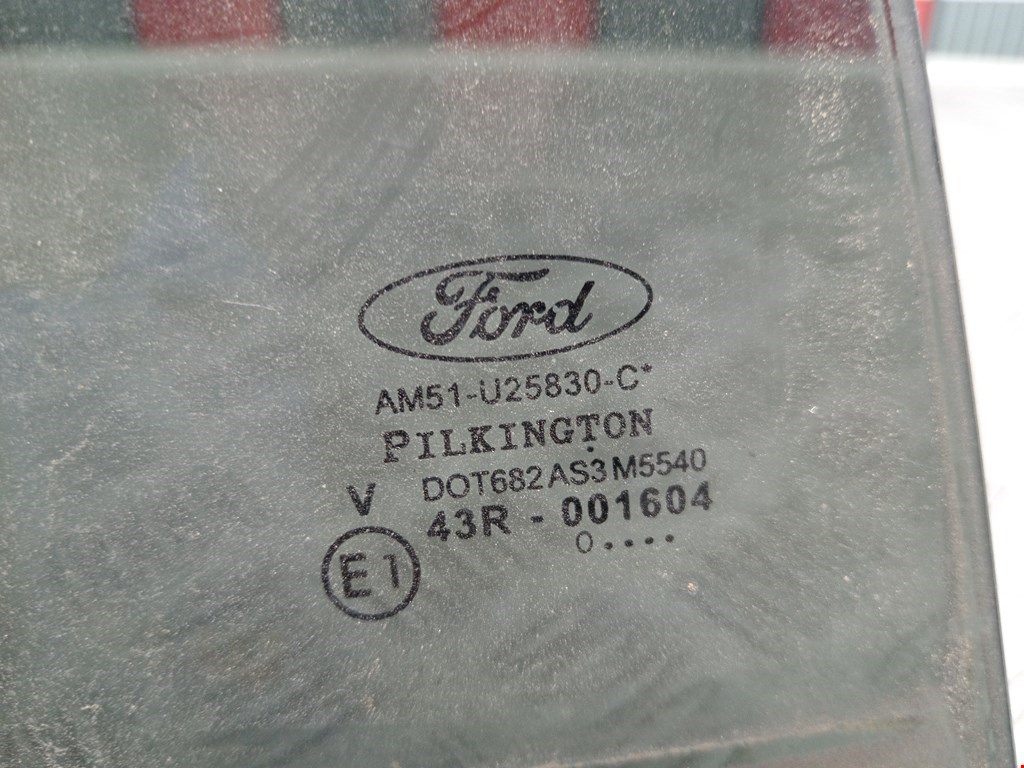 Ford
AM51-U25830-C*
PILKINGTON
DOT682 AS3 M5540
V
43R - 001604
E1
0....